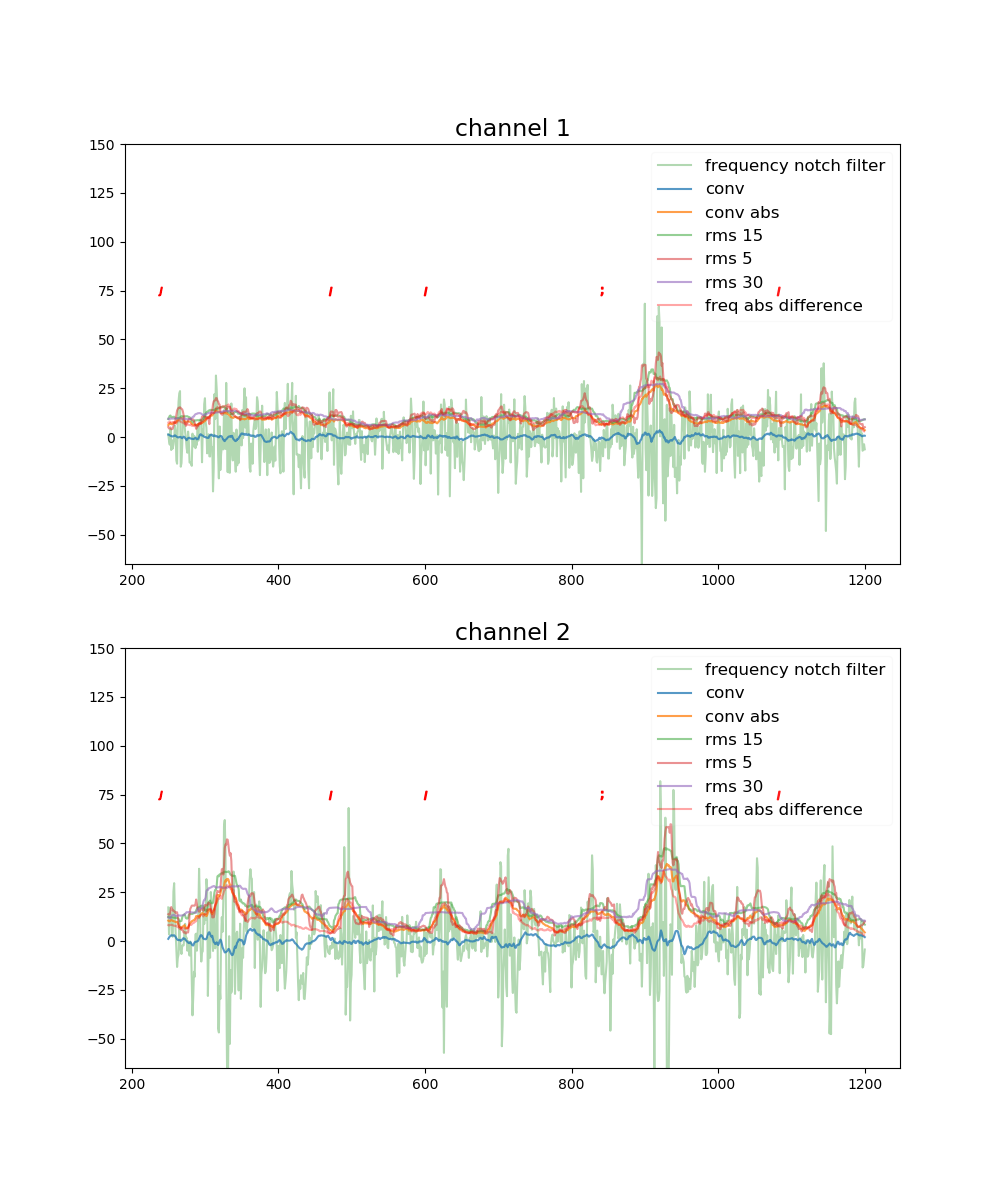 channel 1
150
125
100
75
50
25
0
−25
−50
200 400 600 800 1000 1200
frequency notch filter
conv
conv abs
rms 15
rms 5
rms 30
freq abs difference
channel 2
150
125
100
75
50
25
0
−25
−50
200 400 600 800 1000 1200
frequency notch filter
conv
conv abs
rms 15
rms 5
rms 30
freq abs difference